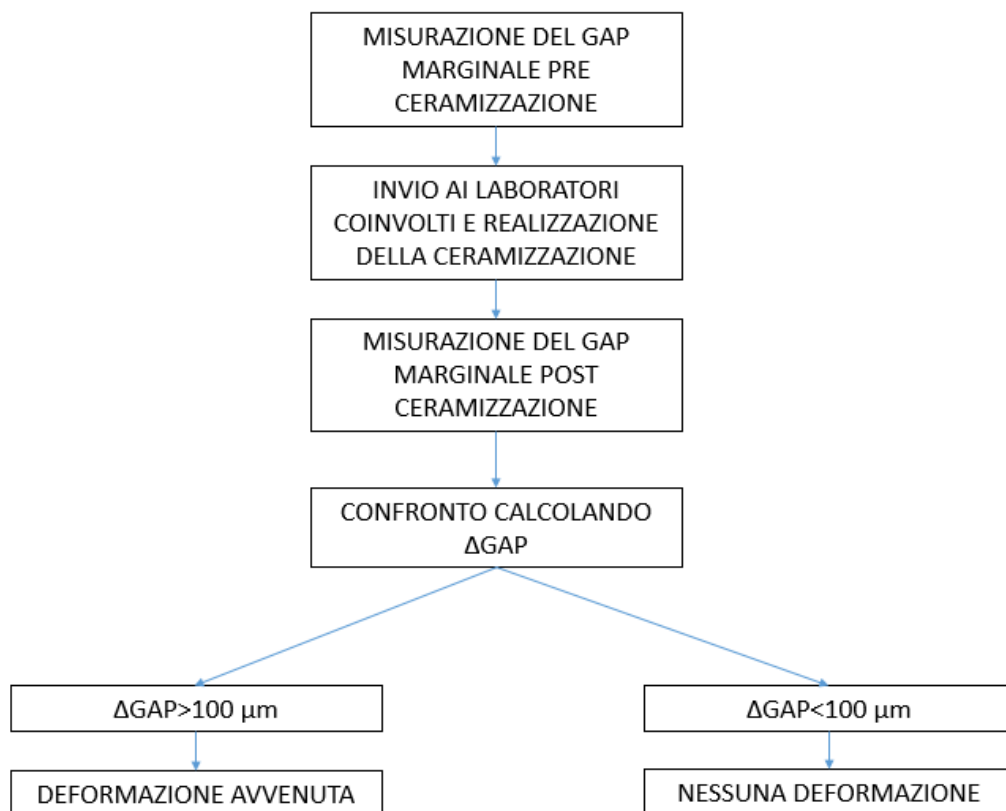 MISURAZIONE DEL GAP
MARGINALE PRE
CERAMIZZAZIONE
INVIO AI LABORATORI
COINVOLTI E REALIZZAZIONE
DELLA CERAMIZZAZIONE
MISURAZIONE DEL GAP
MARGINALE POST
CERAMIZZAZIONE
CONFRONTO CALCOLANDO
ΔGAP
ΔGAP>100 µm
ΔGAP<100 µm
DEFORMAZIONE AVVENUTA
NESSUNA DEFORMAZIONE